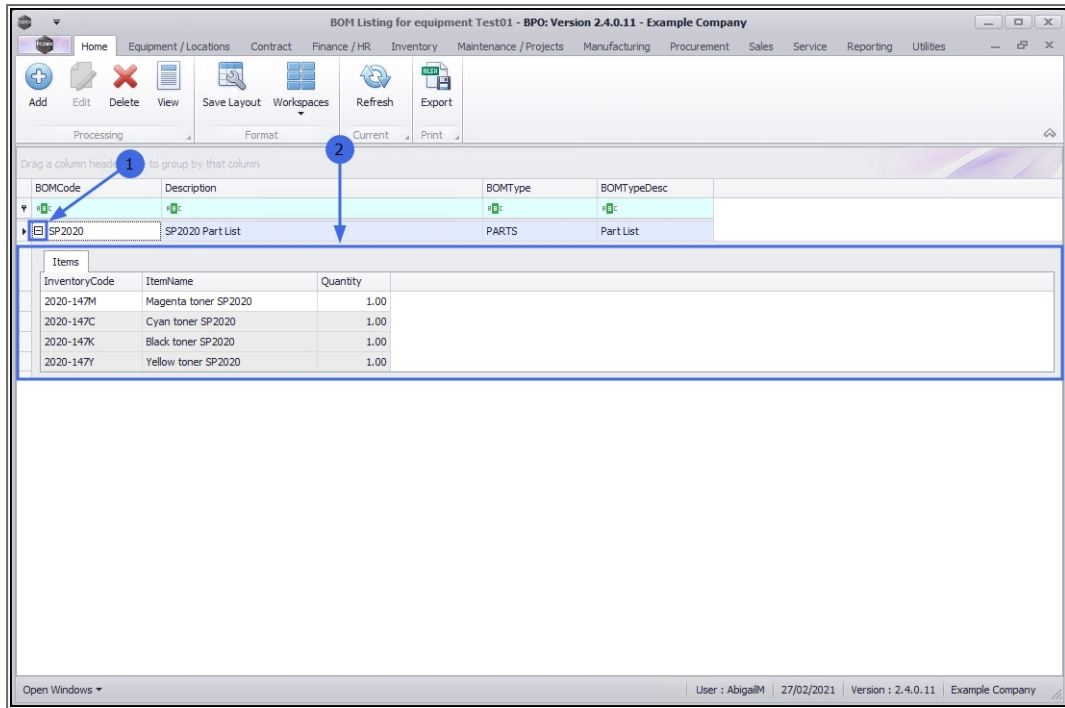 BOM Listing for equipment Test01 - BPO: Version 2.4.0.11 - Example Company
Home Equipment / Locations Contract Finance / HR Inventory Maintenance / Projects Manufacturing Procurement Sales Service Reporting Utilities
Add Edit Delete View Save Layout Workspaces Refresh Export
Processing Format Current Print
1 2
Drag a column to group by that column
BOMCode Description BOMType BOMTypeDesc
SP2020 SP2020 Part List PARTS Part List
Items
InventoryCode ItemName Quantity
2020-147M Magenta toner SP2020 1.00
2020-147C Cyan toner SP2020 1.00
2020-147K Black toner SP2020 1.00
2020-147Y Yellow toner SP2020 1.00
Open Windows User : AbigailM 27/02/2021 Version : 2.4.0.11 Example Company